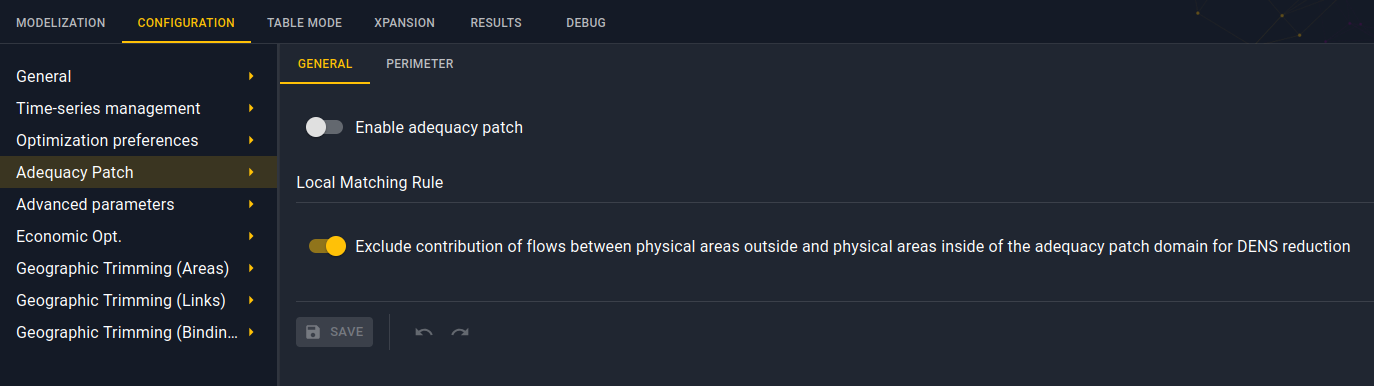 MODELIZATION CONFIGURATION TABLE MODE XPANSION RESULTS DEBUG
General
Time-series management
Optimization preferences
Adequacy Patch
Advanced parameters
Economic Opt.
Geographic Trimming (Areas)
Geographic Trimming (Links)
Geographic Trimming (Bindin...
GENERAL PERIMETER
Enable adequacy patch
Local Matching Rule
Exclude contribution of flows between physical areas outside and physical areas inside of the adequacy patch domain for DENS reduction
SAVE